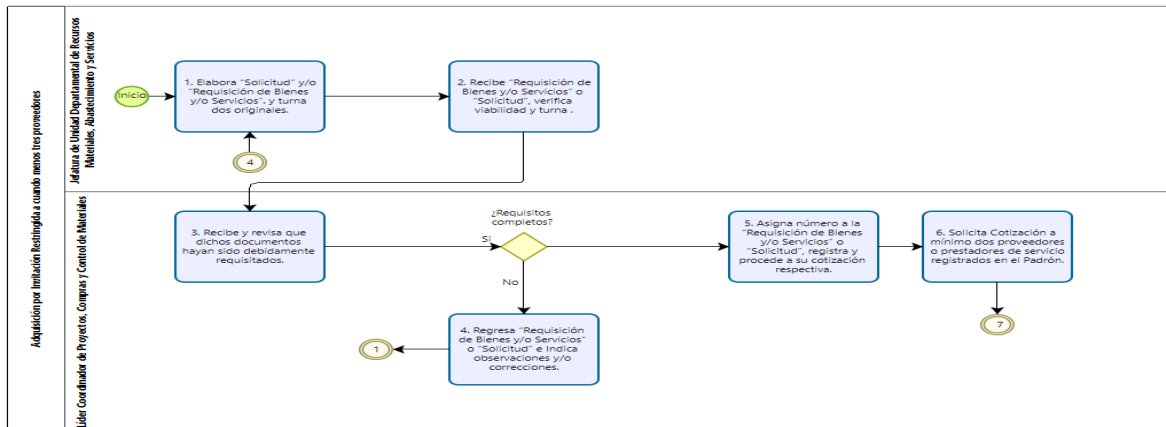 Adquisición por Invitación Restringida a cuando menos tres proveedores
Jefatura de Unidad Departamental de Recursos
Materiales, Abastecimiento y Servicios
Inicio
1. Elabora "Solicitud" y/o
"Requisición de Bienes
y/o Servicios". y turna
dos originales.
2. Recibe "Requisición de
Bienes y/o Servicios" o
"Solicitud", verifica
viabilidad y turna .
4
Líder Coordinador de Proyectos, Compras y Control de Materiales
3. Recibe y revisa que
dichos documentos
hayan sido debidamente
requisitados.
¿Requisitos
completos?
Si
No
5. Asigna número a la
"Requisición de Bienes
y/o Servicios" o
"Solicitud", registra y
procede a su cotización
respectiva.
6. Solicita Cotización a
mínimo dos proveedores
o prestadores de servicio
registrados en el Padrón.
4. Regresa "Requisición
de Bienes y/o Servicios"
o "Solicitud" e Indica
observaciones y/o
correcciones.
1
7